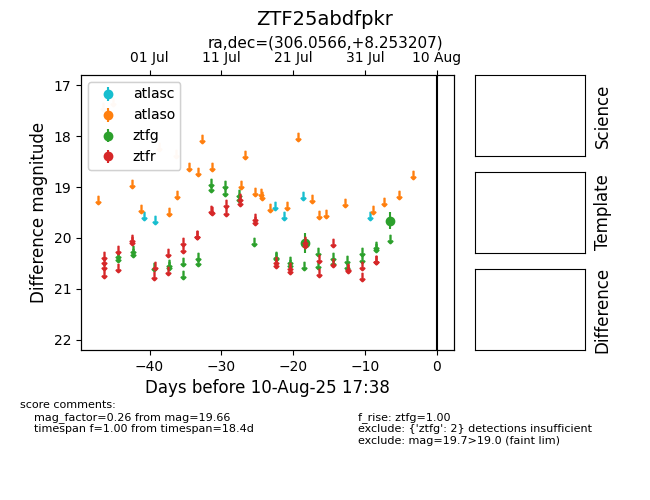 ZTF25abdfpkr
ra,dec=(306.0566,+8.253207)
01 Jul 11 Jul 21 Jul 31 Jul 10 Aug
atlasc
atlaso
ztfg
ztfr
17
18
19
20
21
22
Difference magnitude
−40 −30 −20 −10 0
Days before 10-Aug-25 17:38
Science
Template
Difference
score comments:
mag_factor=0.26 from mag=19.66
timespan f=1.00 from timespan=18.4d
f_rise: ztfg=1.00
exclude: {'ztfg': 2} detections insufficient
exclude: mag=19.7>19.0 (faint lim)